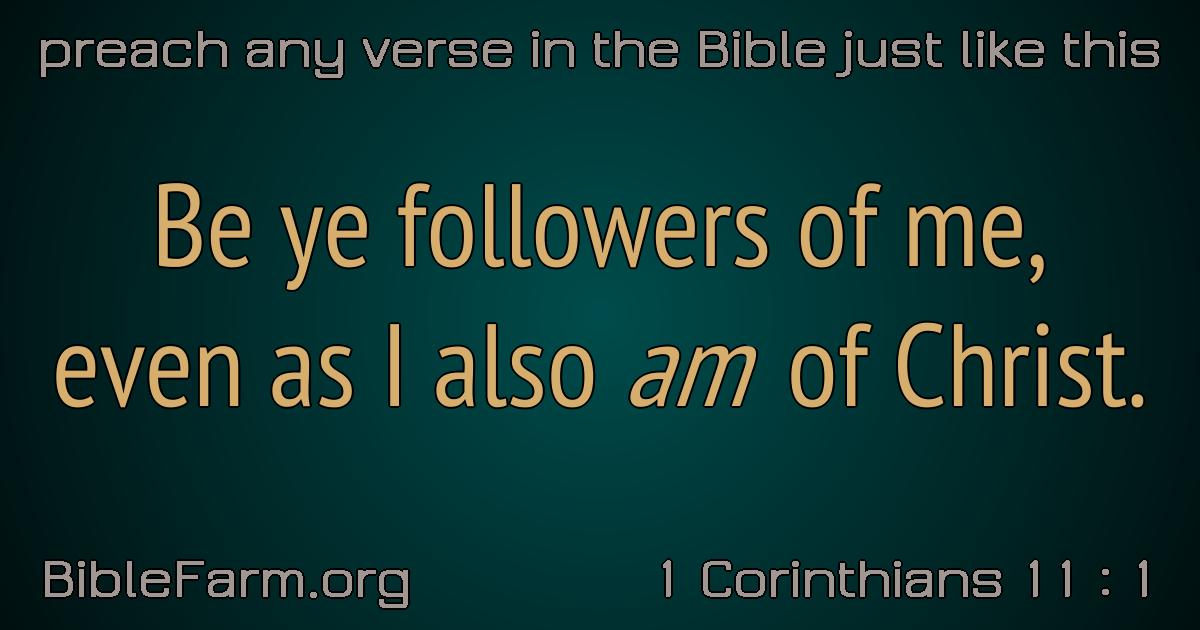 preach any verse in the Bible just like this
Be ye followers of me,
even as I also am of Christ.
BibleFarm.org
1 Corinthians 11 : 1